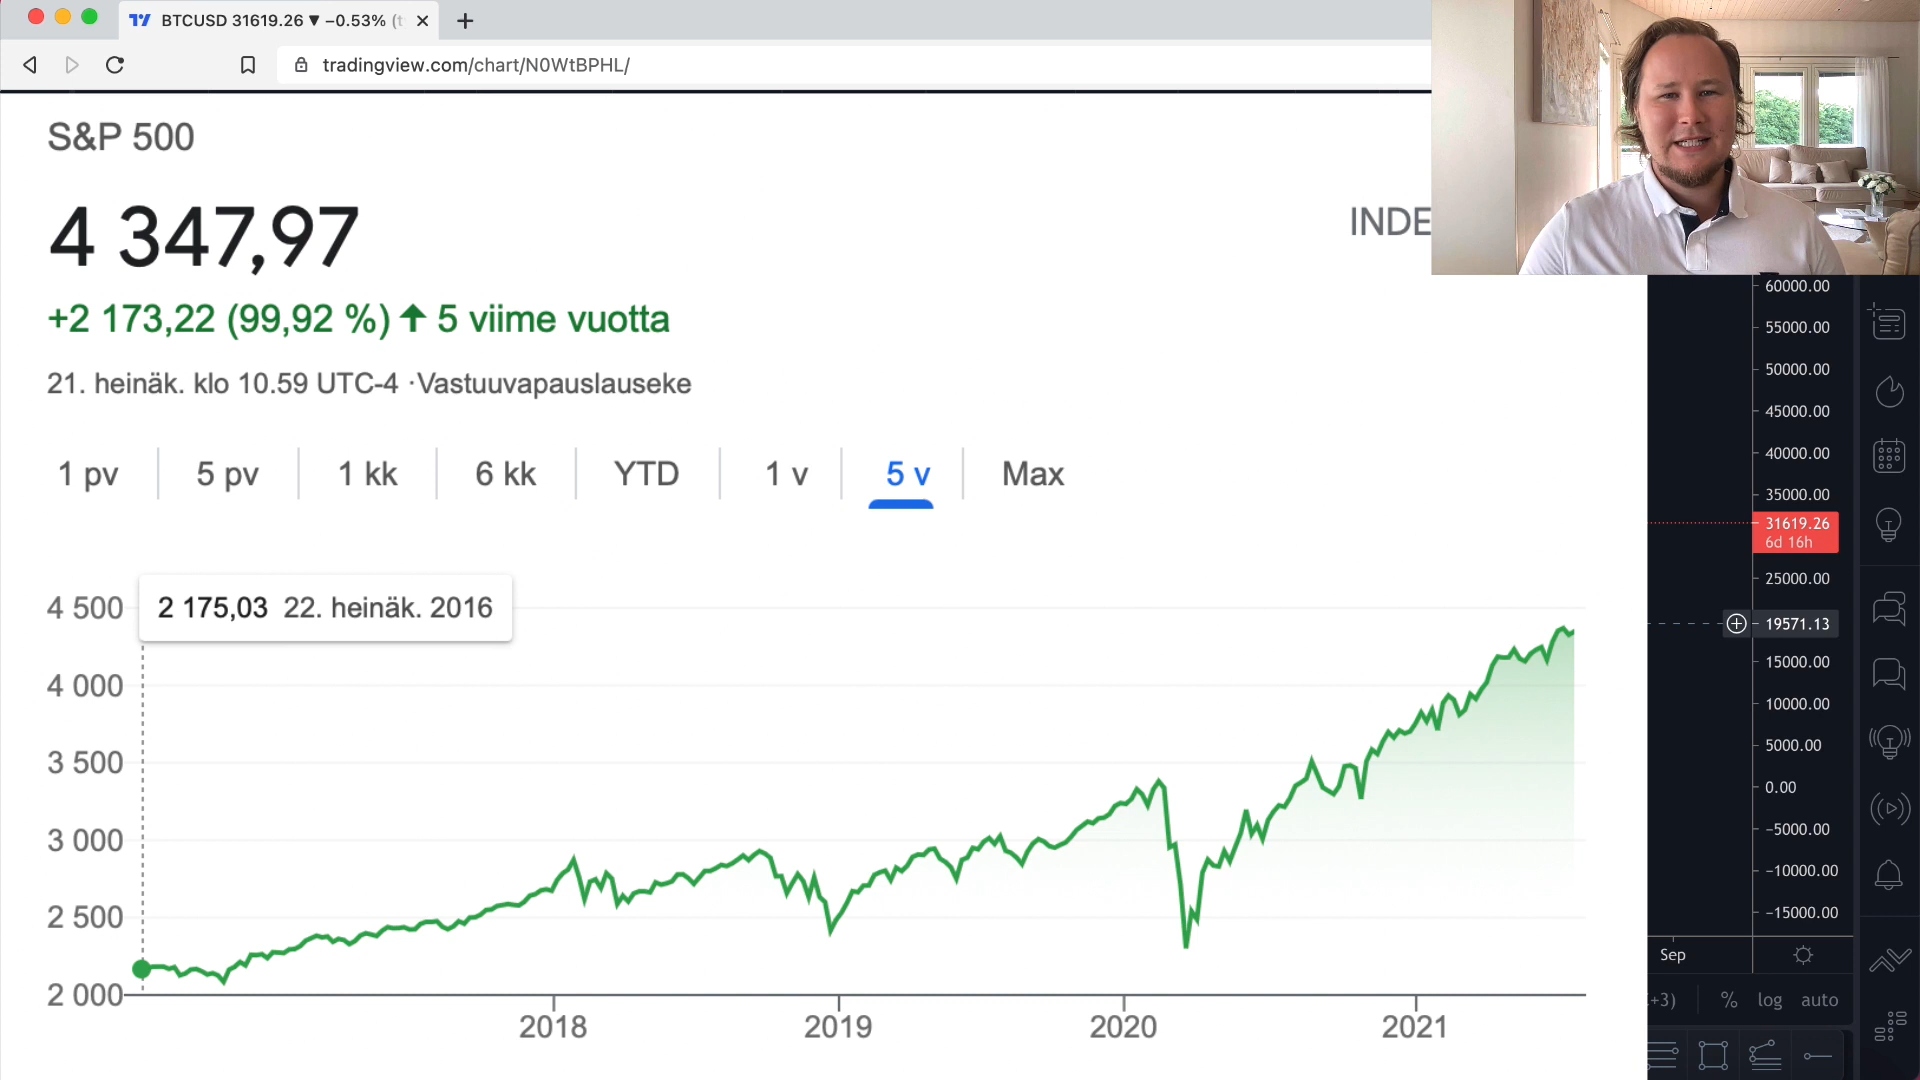 BTCUSD 31619.26 ▼ −0.53% (t
tradingview.com/chart/N0WtBPHL/
S&P 500
4 347,97
INDE
+2 173,22 (99,92 %) ↑ 5 viime vuotta
21. heinäk. klo 10.59 UTC-4 · Vastuuvapauslauseke
1 pv 5 pv 1 kk 6 kk YTD 1 v 5 v Max
2 175,03 22. heinäk. 2016
4 500
4 000
3 500
3 000
2 500
2 000
2018 2019 2020 2021
60000.00
55000.00
50000.00
45000.00
40000.00
35000.00
31619.26
6d 16h
25000.00
19571.13
15000.00
10000.00
5000.00
0.00
−5000.00
−10000.00
−15000.00
Sep
+3) % log auto